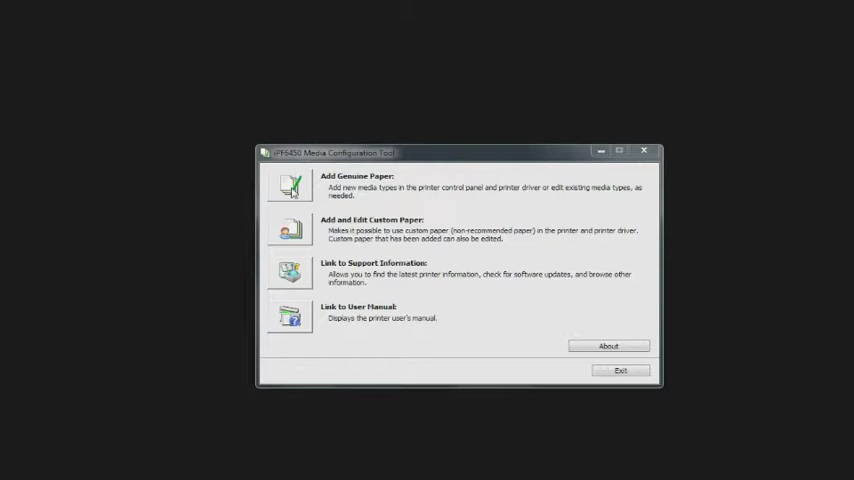 iPF6450 Media Configuration Tool
Add Genuine Paper:
Add new media types in the printer control panel and printer driver or edit existing media types, as
needed.
Add and Edit Custom Paper:
Makes it possible to use custom paper (non-recommended paper) in the printer and printer driver.
Custom paper that has been added can also be edited.
Link to Support Information:
Allows you to find the latest printer information, check for software updates, and browse other
information.
Link to User Manual:
Displays the printer user's manual.
About
Exit